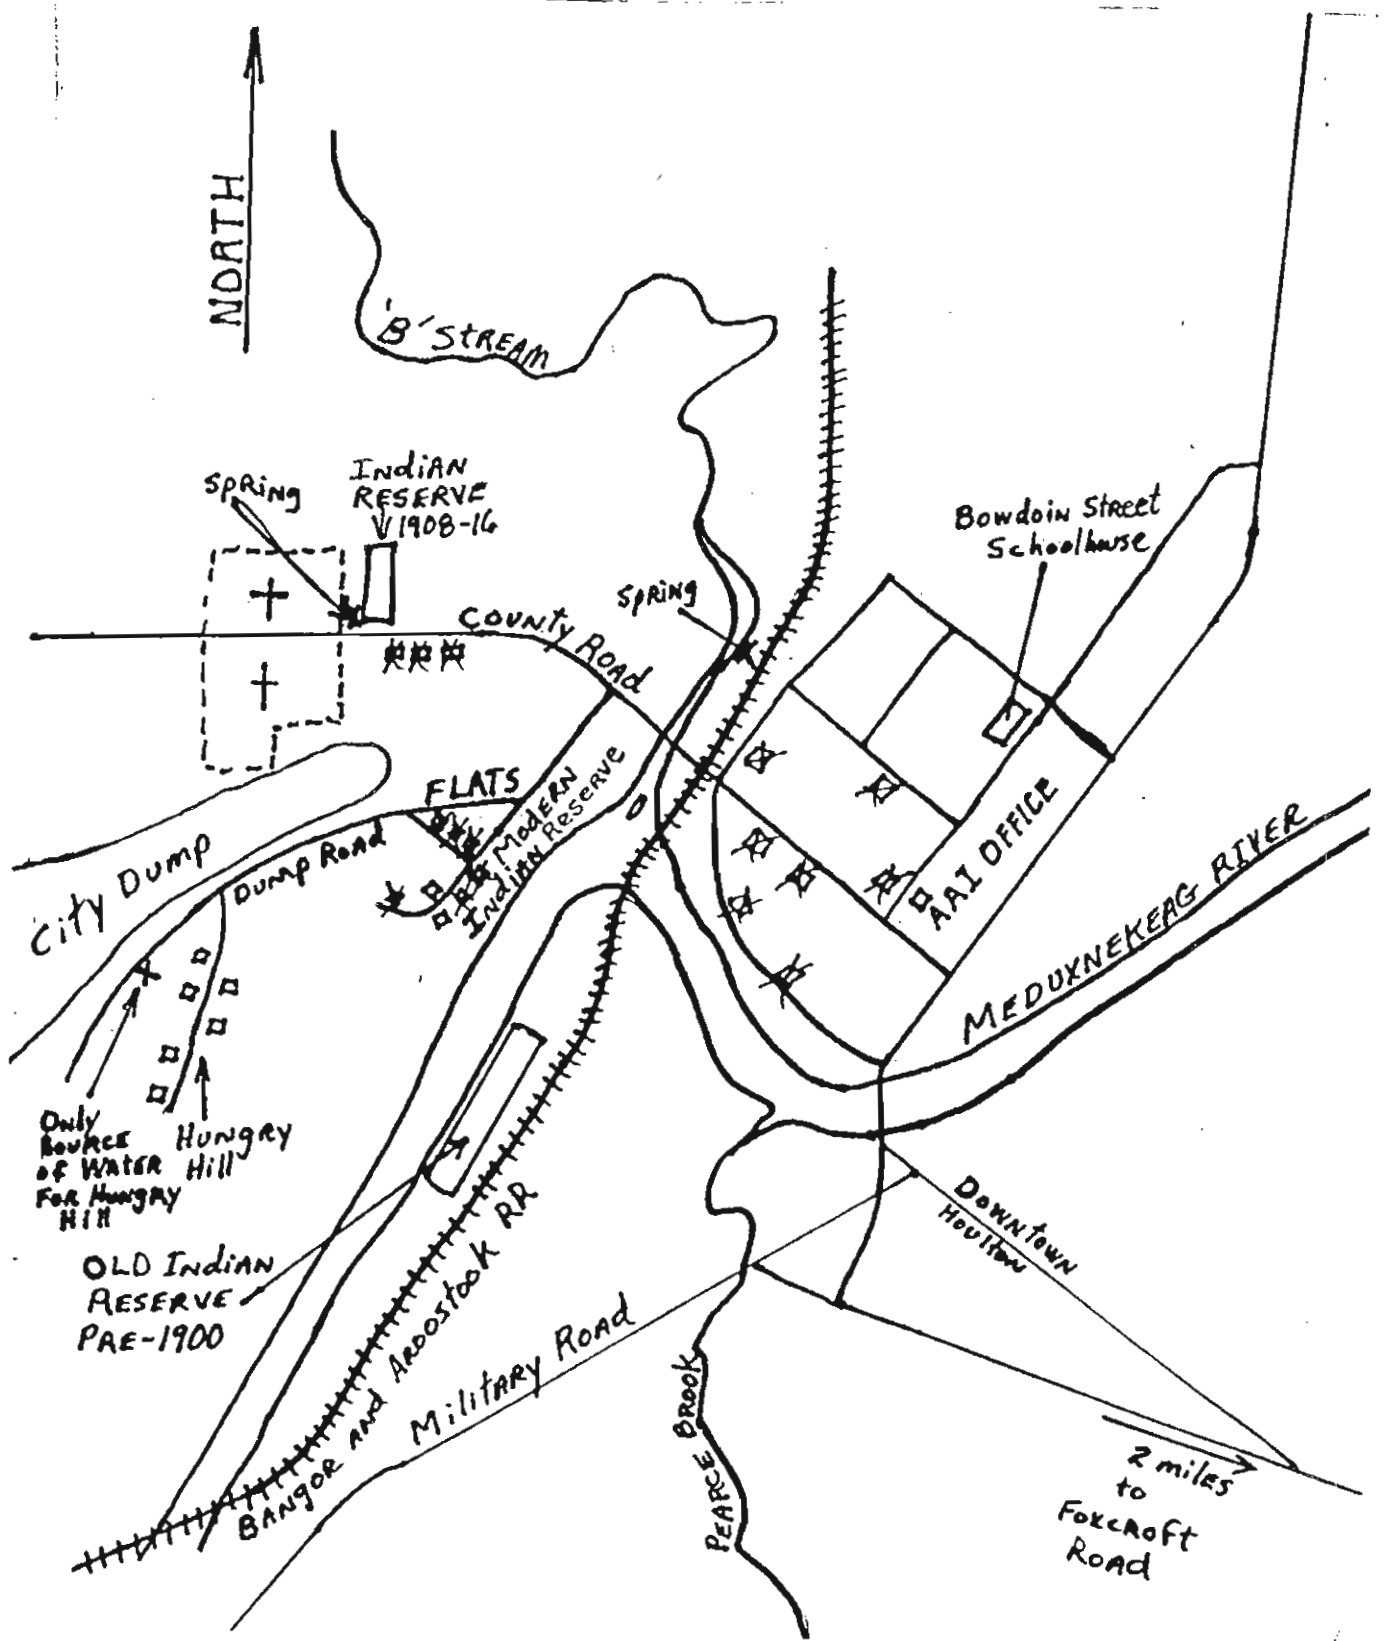 NORTH
'B' STREAM
SPRING
INDIAN
RESERVE
1908-16
Bowdoin Street
Schoolhouse
SPRING
COUNTY ROAD
FLATS
MODERN
Indian Reserve
City Dump
Dump Road
AAI OFFICE
MEDUXNEKEAG RIVER
Only
Source
of Water
For Hungry
Hill
Hungry
Hill
OLD Indian
RESERVE
PRE-1900
BANGOR AND AROOSTOOK RR
Military Road
DOWNTOWN
Houlton
PEARCE BROOK
2 miles
to
Foxcroft
Road